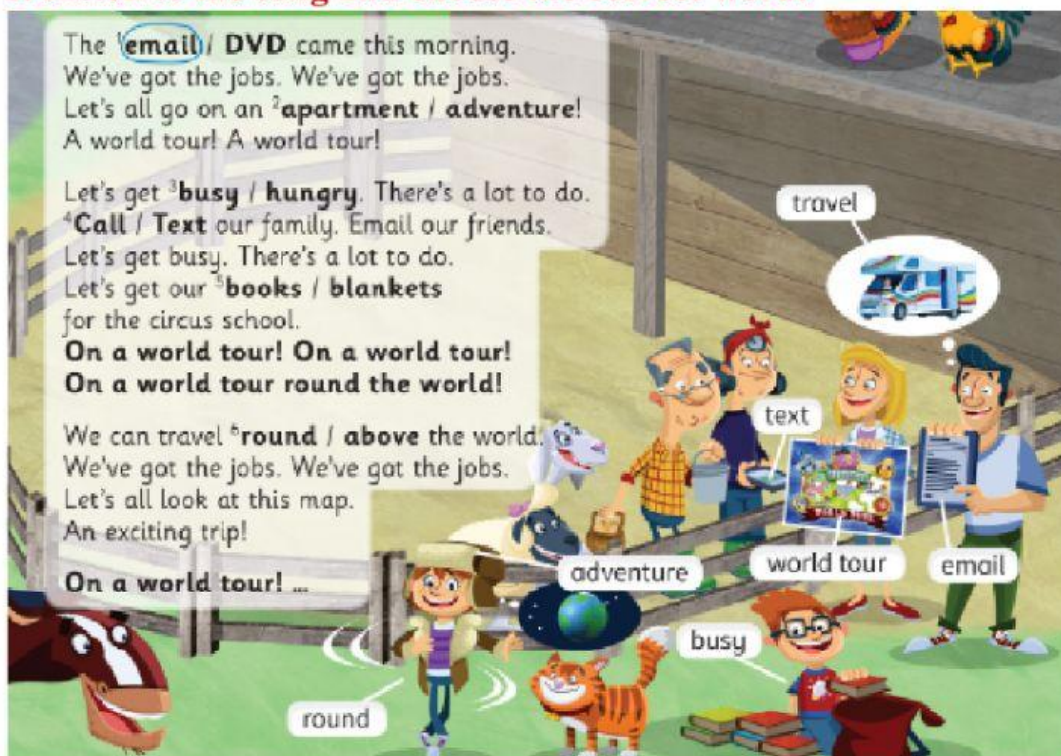 The ¹email / DVD came this morning.
We've got the jobs. We've got the jobs.
Let's all go on an ²apartment / adventure!
A world tour! A world tour!
Let's get ³busy / hungry. There's a lot to do.
⁴Call / Text our family. Email our friends.
Let's get busy. There's a lot to do.
Let's get our ⁵books / blankets
for the circus school.
On a world tour! On a world tour!
On a world tour round the world!
We can travel ⁶round / above the world.
We've got the jobs. We've got the jobs.
Let's all look at this map.
An exciting trip!
On a world tour! ...
travel
text
adventure
world tour
email
busy
round